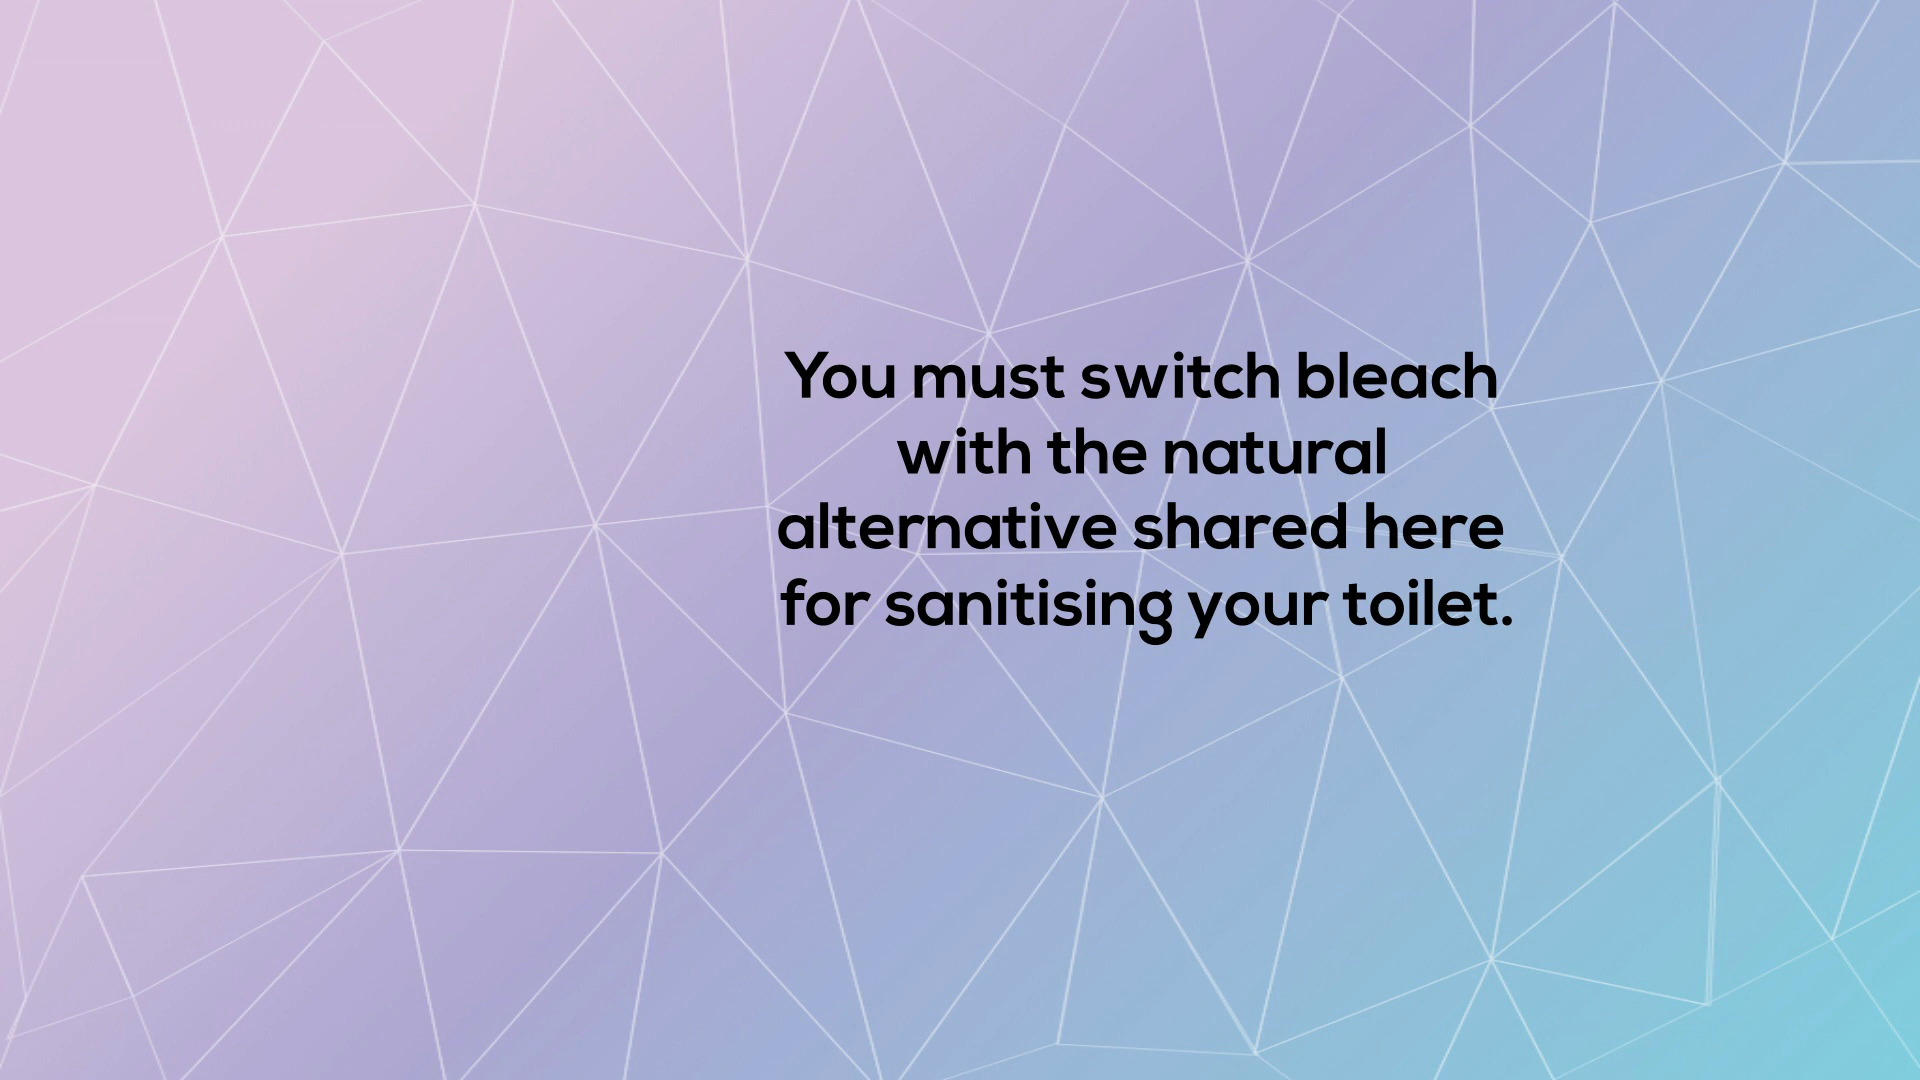 You must switch bleach
with the natural
alternative shared here
for sanitising your toilet.